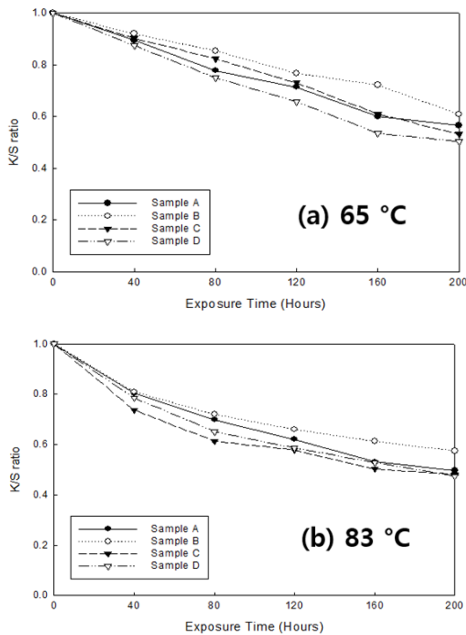 1.0
0.8
0.6
0.4
0.2
0.0
K/S ratio
Sample A
Sample B
Sample C
Sample D
(a) 65 °C
0 40 80 120 160 200
Exposure Time (Hours)
1.0
0.8
0.6
0.4
0.2
0.0
K/S ratio
Sample A
Sample B
Sample C
Sample D
(b) 83 °C
0 40 80 120 160 200
Exposure Time (Hours)